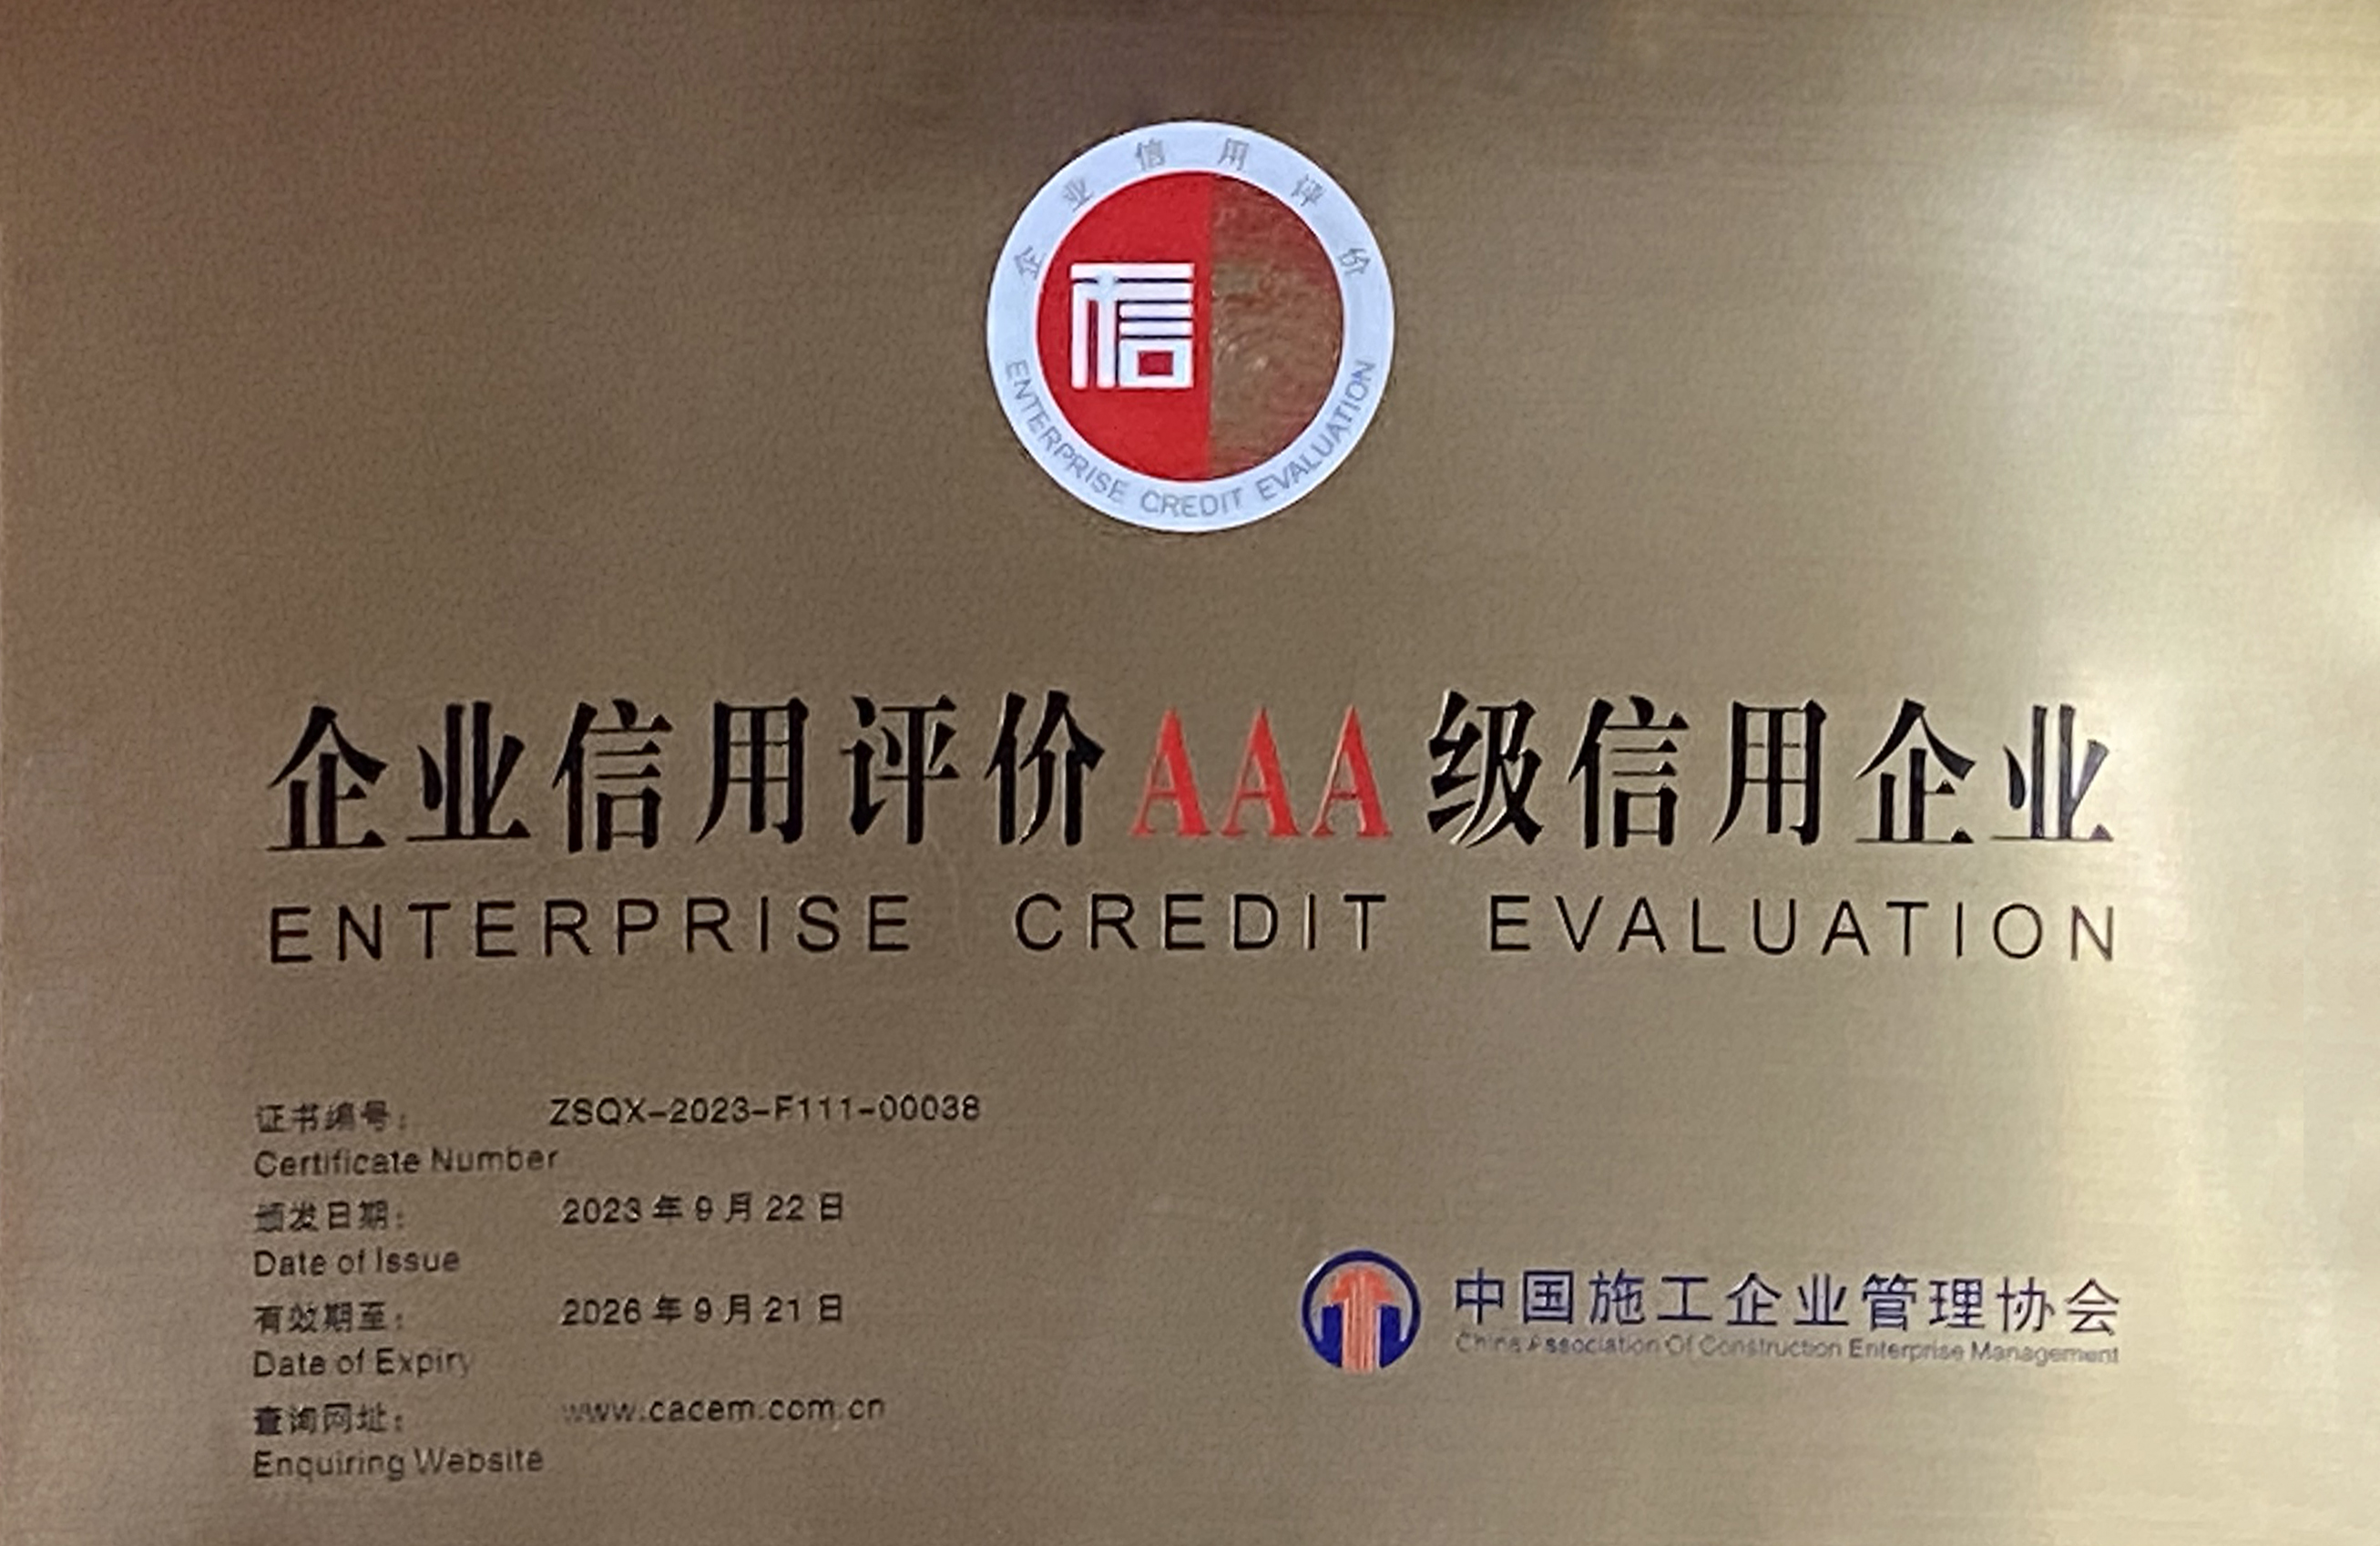 企业信用评价
信
ENTERPRISE CREDIT EVALUATION
企业信用评价AAA级信用企业
ENTERPRISE CREDIT EVALUATION
证书编号： ZSQX-2023-F111-00038
Certificate Number
颁发日期： 2023年9月22日
Date of Issue
有效期至： 2026年9月21日
Date of Expiry
查询网址： www.cacem.com.cn
Enquiring Website
中国施工企业管理协会
China Association Of Construction Enterprise Management